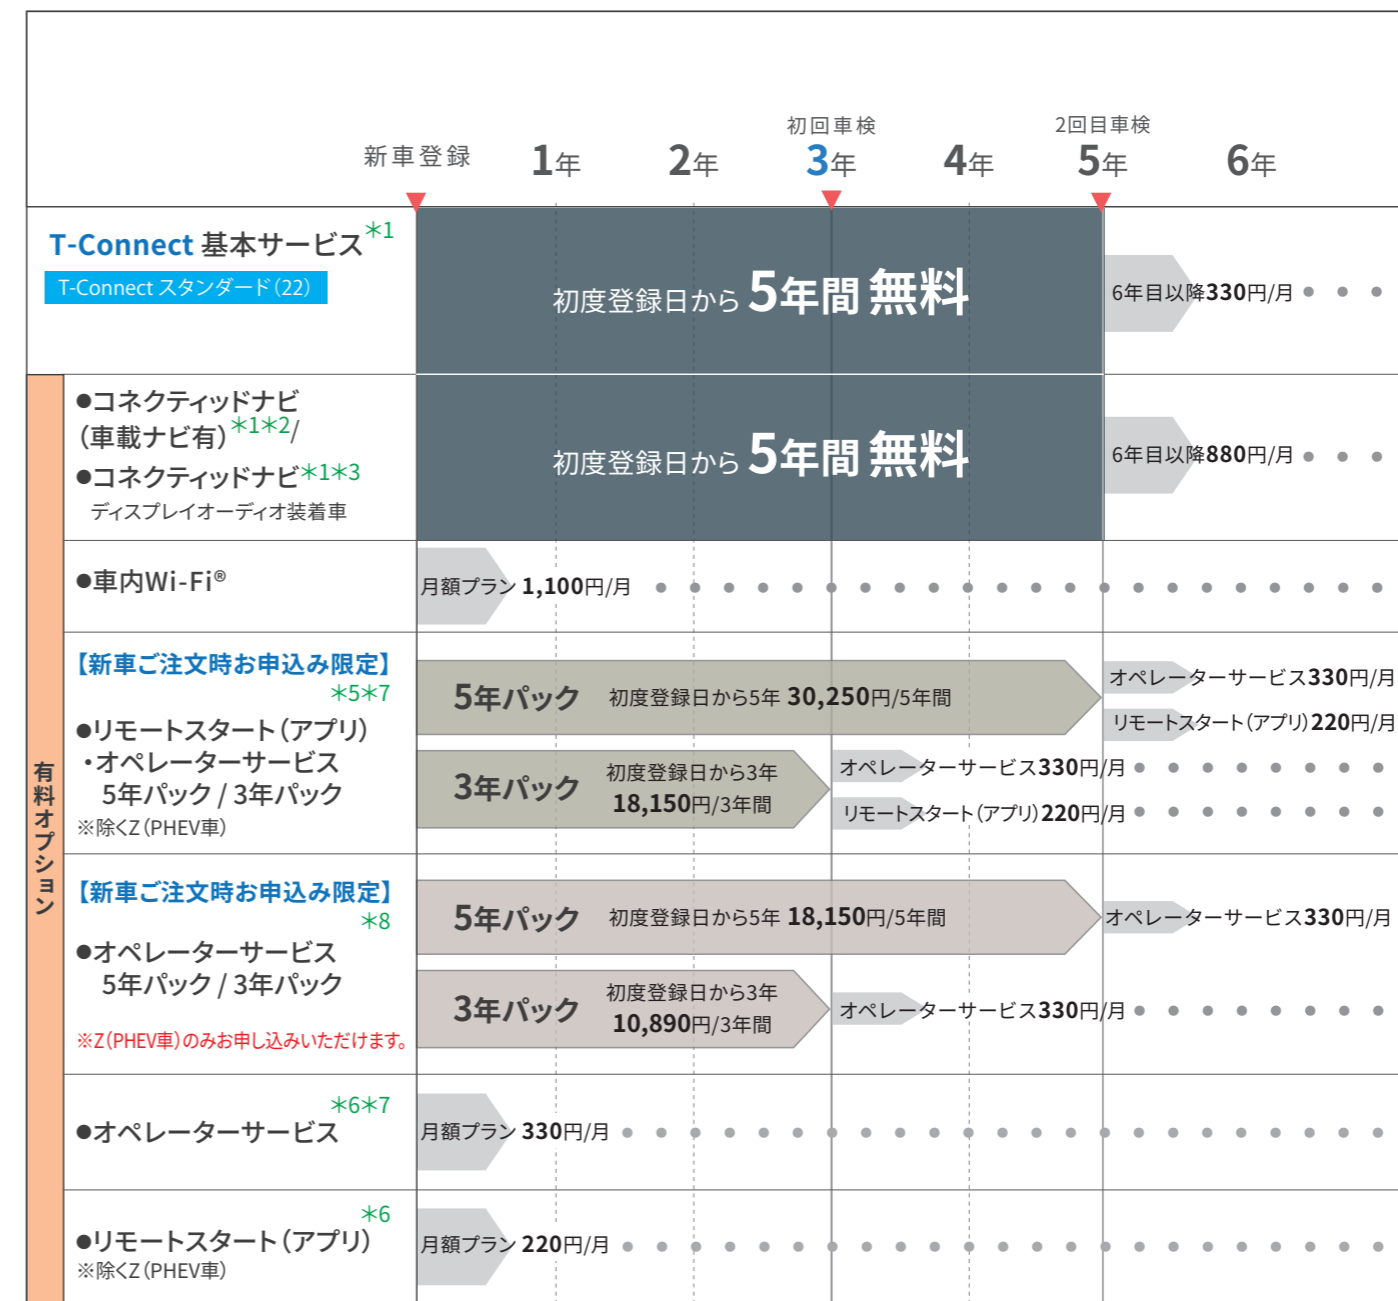 初回車検
2回目車検
新車登録 1年 2年 3年 4年 5年 6年
T-Connect 基本サービス*1
T-Connect スタンダード(22)
初度登録日から 5年間 無料
6年目以降330円/月
有料オプション
●コネクティッドナビ
(車載ナビ有)*1*2/
●コネクティッドナビ*1*3
ディスプレイオーディオ装着車
初度登録日から 5年間 無料
6年目以降880円/月
●車内Wi-Fi®
月額プラン 1,100円/月
【新車ご注文時お申込み限定】
*5*7
●リモートスタート(アプリ)
・オペレーターサービス
5年パック / 3年パック
※除くZ(PHEV車)
5年パック 初度登録日から5年 30,250円/5年間
オペレーターサービス330円/月
リモートスタート(アプリ)220円/月
3年パック
初度登録日から3年
18,150円/3年間
オペレーターサービス330円/月
リモートスタート(アプリ)220円/月
【新車ご注文時お申込み限定】
*8
●オペレーターサービス
5年パック / 3年パック
※Z(PHEV車)のみお申し込みいただけます。
5年パック 初度登録日から5年 18,150円/5年間
オペレーターサービス330円/月
3年パック
初度登録日から3年
10,890円/3年間
オペレーターサービス330円/月
*6*7
●オペレーターサービス
月額プラン 330円/月
*6
●リモートスタート(アプリ)
※除くZ(PHEV車)
月額プラン 220円/月